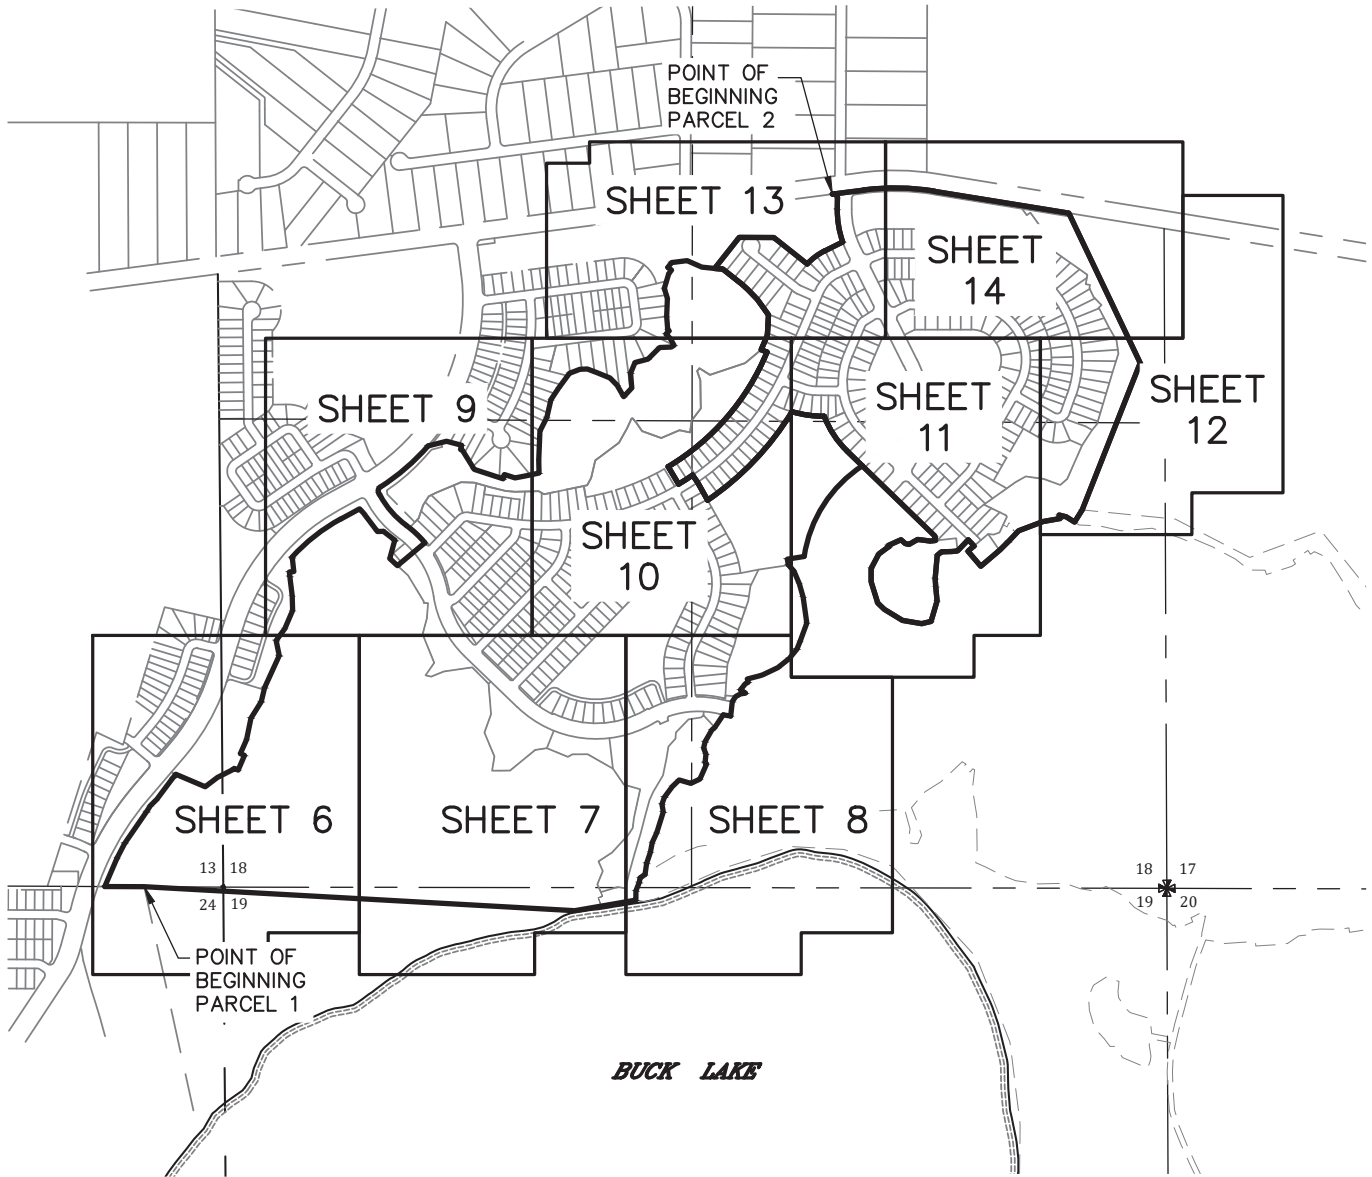 POINT OF
BEGINNING
PARCEL 2
SHEET 13
SHEET
14
SHEET 9
SHEET
11
SHEET
12
SHEET
10
SHEET 6
SHEET 7
SHEET 8
13 18
24 19
18 17
19 20
POINT OF
BEGINNING
PARCEL 1
BUCK LAKE